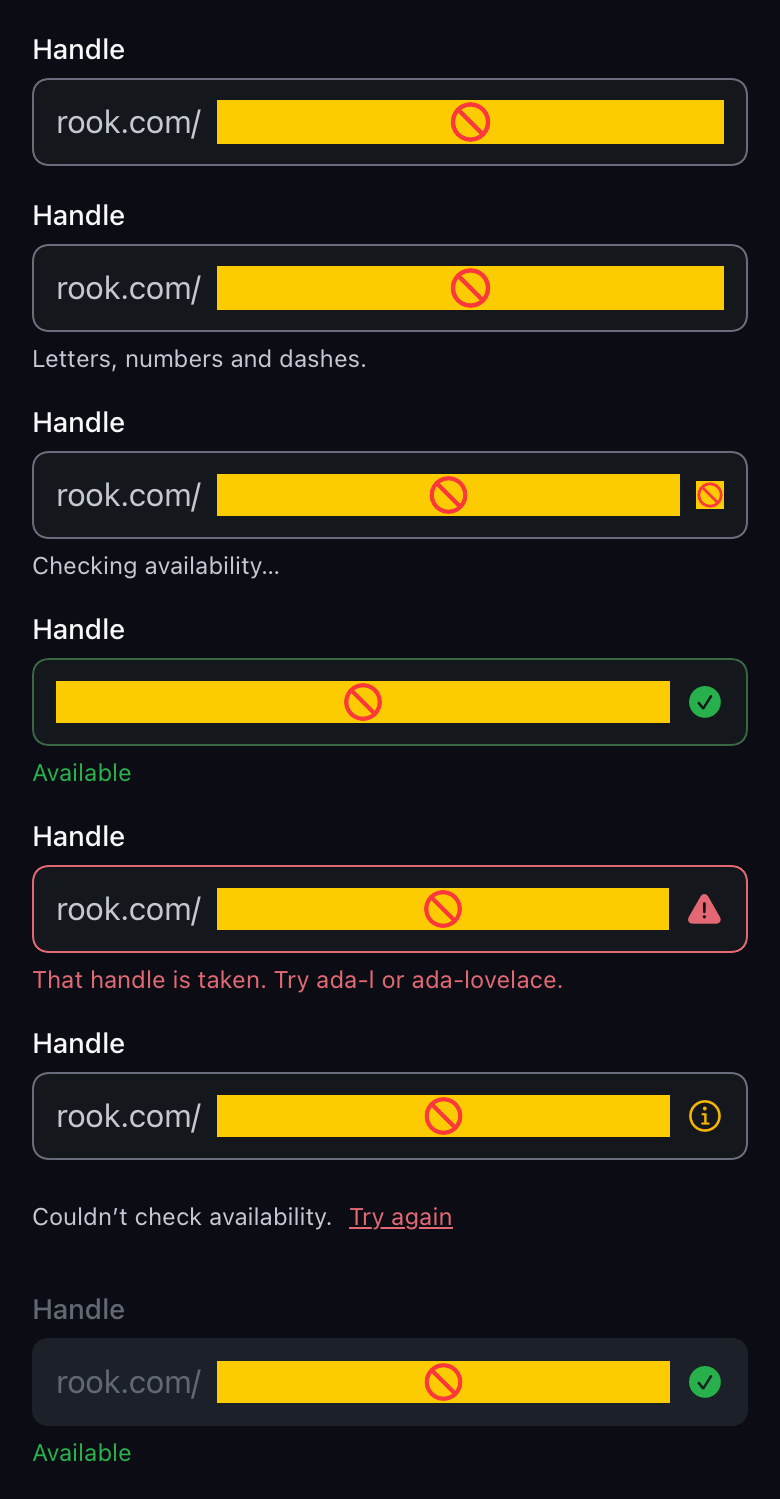 Handle
rook.com/
Handle
rook.com/
Letters, numbers and dashes.
Handle
rook.com/
Checking availability…
Handle
Available
Handle
rook.com/
That handle is taken. Try ada-l or ada-lovelace.
Handle
rook.com/
Couldn’t check availability. Try again
Handle
rook.com/
Available